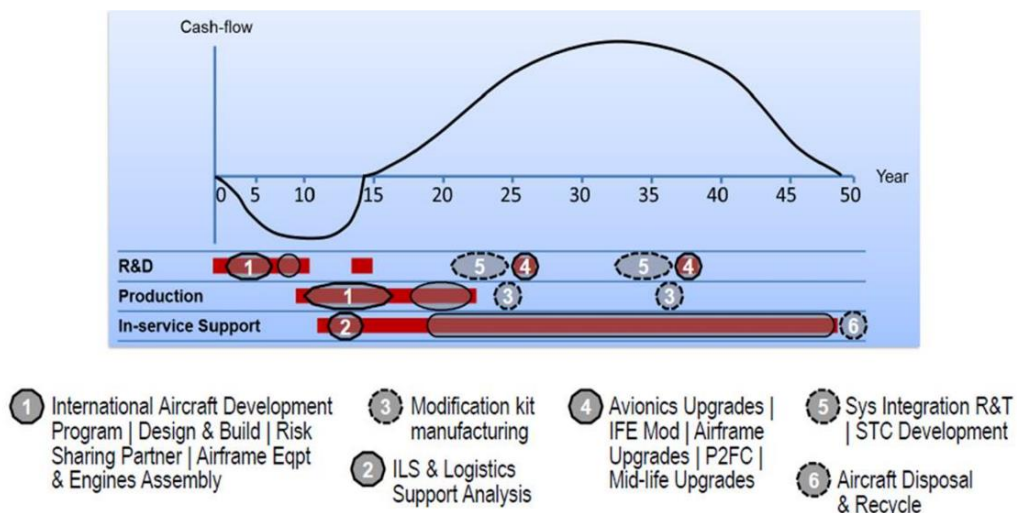 Cash-flow
Year
0 5 10 15 20 25 30 35 40 45 50
R&D 1 5 4 5 4
Production 1 3 3
In-service Support 2 6
1 International Aircraft Development
Program | Design & Build | Risk
Sharing Partner | Airframe Eqpt
& Engines Assembly
3 Modification kit
manufacturing
2 ILS & Logistics
Support Analysis
4 Avionics Upgrades |
IFE Mod | Airframe
Upgrades | P2FC |
Mid-life Upgrades
5 Sys Integration R&T
| STC Development
6 Aircraft Disposal
& Recycle